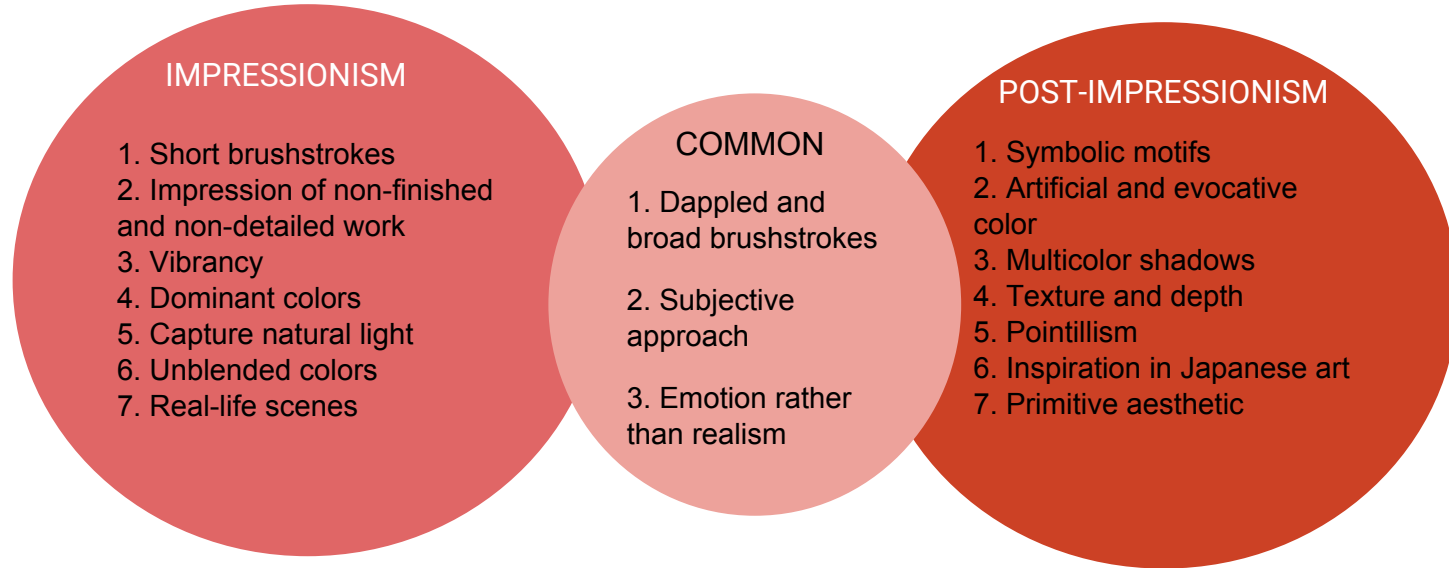 IMPRESSIONISM
1. Short brushstrokes
2. Impression of non-finished
and non-detailed work
3. Vibrancy
4. Dominant colors
5. Capture natural light
6. Unblended colors
7. Real-life scenes
COMMON
1. Dappled and
broad brushstrokes
2. Subjective
approach
3. Emotion rather
than realism
POST-IMPRESSIONISM
1. Symbolic motifs
2. Artificial and evocative
color
3. Multicolor shadows
4. Texture and depth
5. Pointillism
6. Inspiration in Japanese art
7. Primitive aesthetic